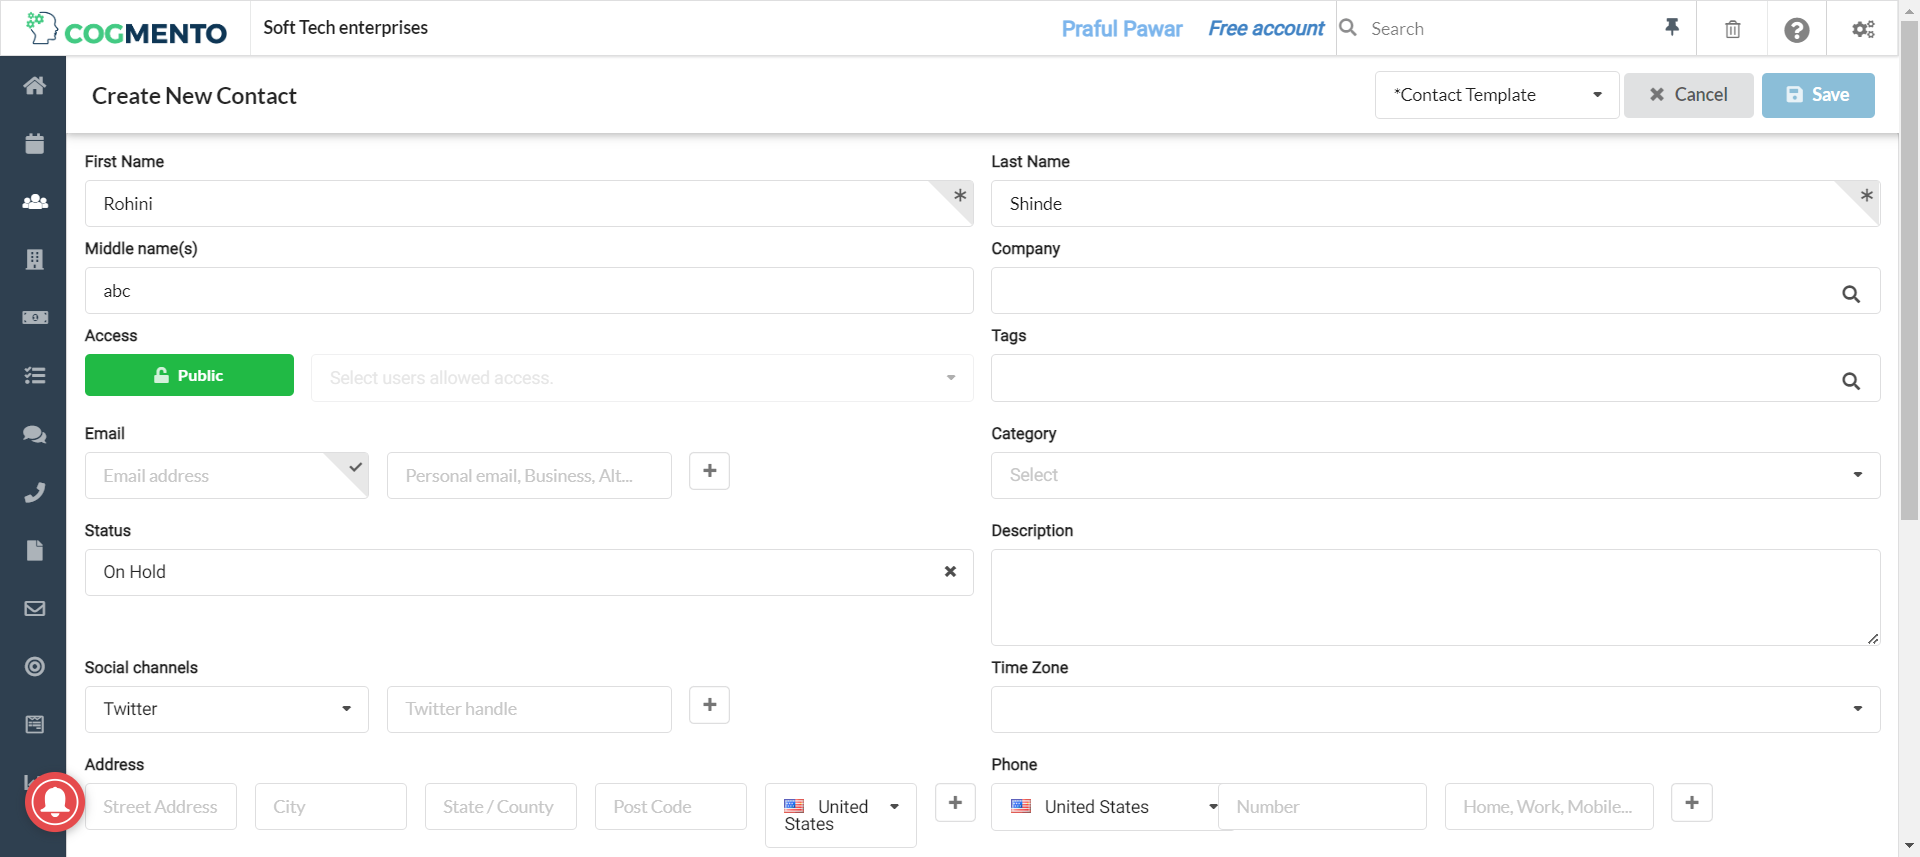 COGMENTO
Soft Tech enterprises
Praful Pawar
Free account
Search
Create New Contact
*Contact Template
Cancel
Save
First Name
Last Name
Rohini
Shinde
Middle name(s)
Company
abc
Access
Tags
Public
Select users allowed access.
Email
Category
Email address
Personal email, Business, Alt...
Select
Status
Description
On Hold
Social channels
Time Zone
Twitter
Twitter handle
Address
Phone
Street Address
City
State / County
Post Code
United
States
United States
Number
Home, Work, Mobile...